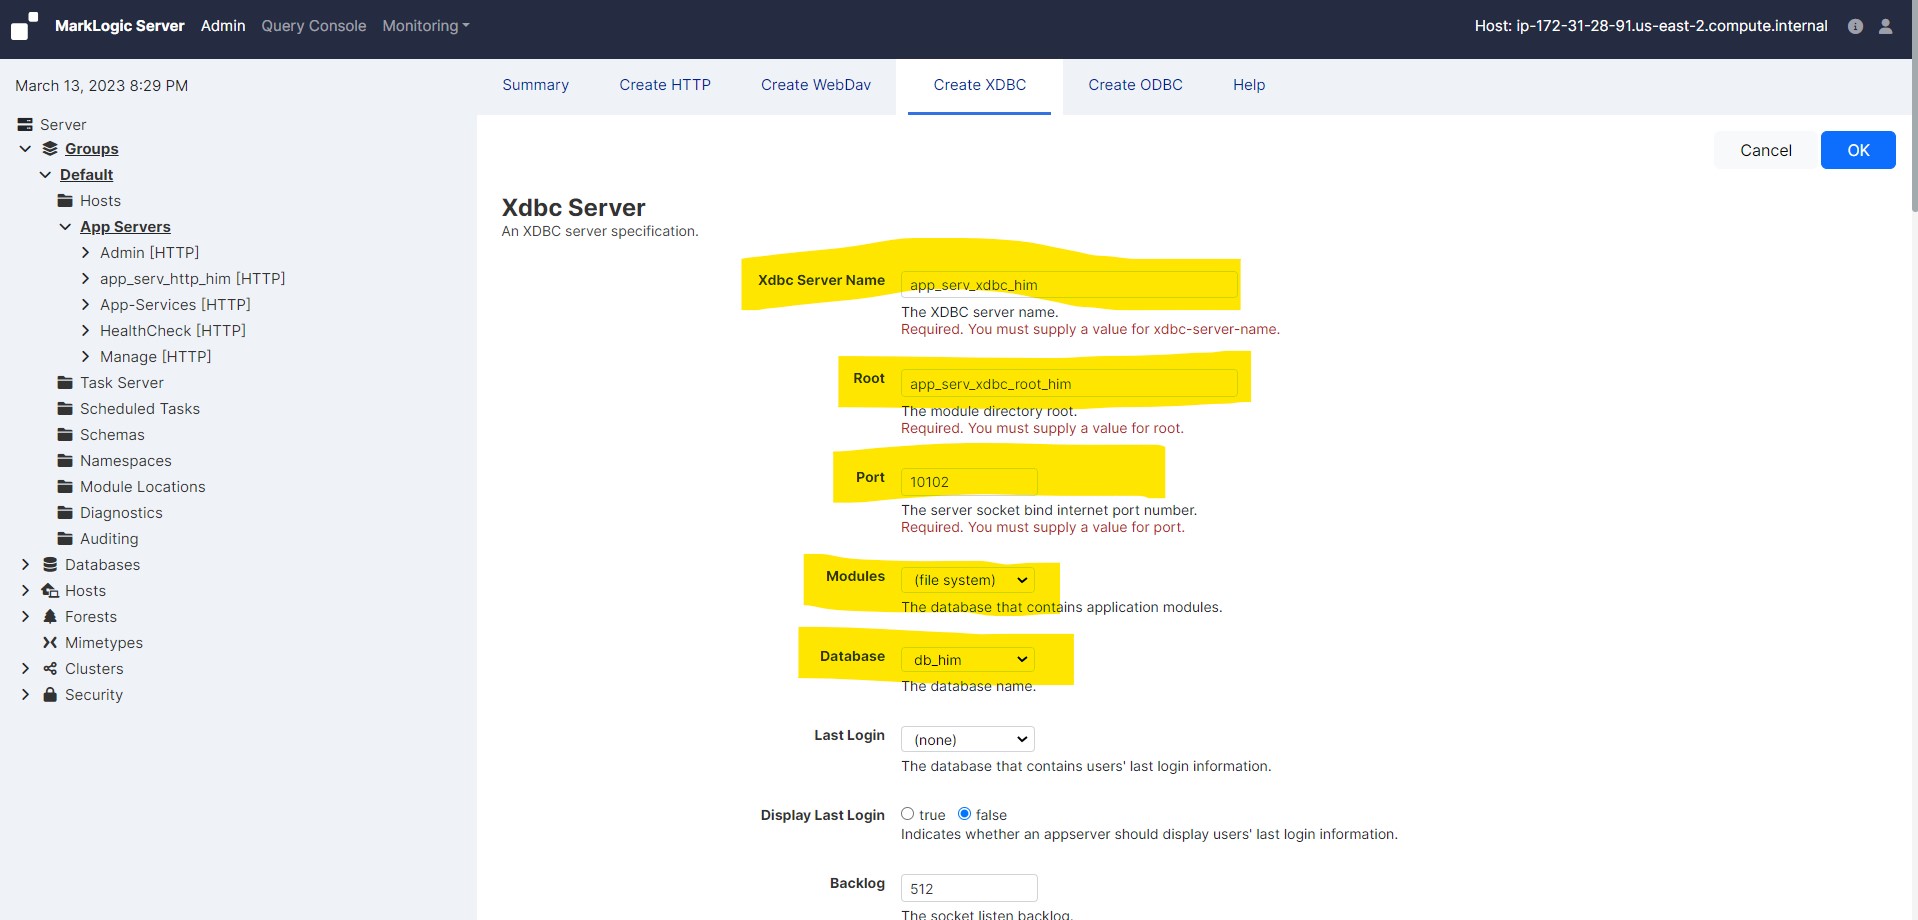 MarkLogic Server Admin Query Console Monitoring Host: ip-172-31-28-91.us-east-2.compute.internal
March 13, 2023 8:29 PM
Server
Groups
Default
Hosts
App Servers
Admin [HTTP]
app_serv_http_him [HTTP]
App-Services [HTTP]
HealthCheck [HTTP]
Manage [HTTP]
Task Server
Scheduled Tasks
Schemas
Namespaces
Module Locations
Diagnostics
Auditing
Databases
Hosts
Forests
Mimetypes
Clusters
Security
Summary Create HTTP Create WebDav Create XDBC Create ODBC Help
Cancel OK
Xdbc Server
An XDBC server specification.
Xdbc Server Name app_serv_xdbc_him
The XDBC server name.
Required. You must supply a value for xdbc-server-name.
Root app_serv_xdbc_root_him
The module directory root.
Required. You must supply a value for root.
Port 10102
The server socket bind internet port number.
Required. You must supply a value for port.
Modules (file system)
The database that contains application modules.
Database db_him
The database name.
Last Login (none)
The database that contains users' last login information.
Display Last Login true false
Indicates whether an appserver should display users' last login information.
Backlog 512
The socket listen backlog.